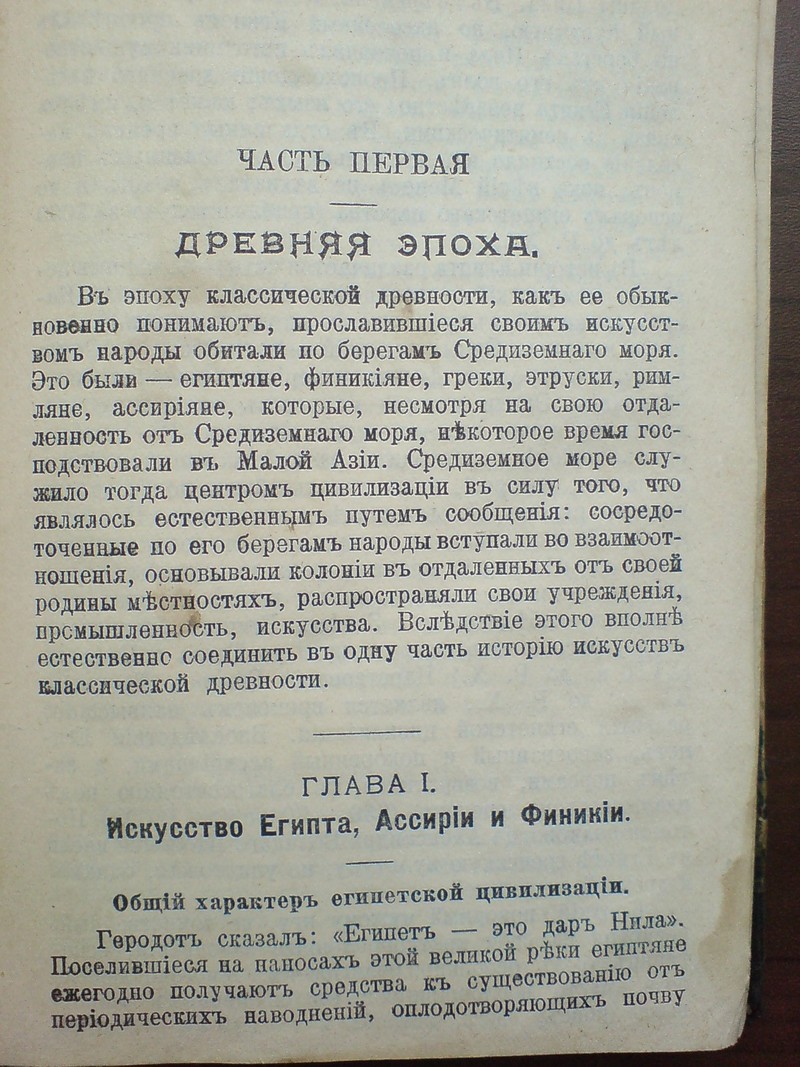 ЧАСТЬ ПЕРВАЯ
ДРЕВНЯЯ ЭПОХА.
Въ эпоху классической древности, какъ ее обык-
новенно понимаютъ, прославившіеся своимъ искусст-
вомъ народы обитали по берегамъ Средиземнаго моря.
Это были — египтяне, финикіяне, греки, этруски, рим-
ляне, ассиріяне, которые, несмотря на свою отда-
ленность отъ Средиземнаго моря, нѣкоторое время гос-
подствовали въ Малой Азіи. Средиземное море слу-
жило тогда центромъ цивилизаціи въ силу того, что
являлось естественнымъ путемъ сообщенія: сосредо-
точенные по его берегамъ народы вступали во взаимоот-
ношенія, основывали колоніи въ отдаленныхъ отъ своей
родины мѣстностяхъ, распространяли свои учрежденія,
промышленность, искусства. Вслѣдствіе этого вполнѣ
естественно соединить въ одну часть исторію искусствъ
классической древности.
ГЛАВА I.
Искусство Египта, Ассиріи и Финикіи.
Общій характеръ египетской цивилизаціи.
Геродотъ сказалъ: «Египетъ — это даръ Нила».
Поселившіеся на наносахъ этой великой рѣки египтяне
ежегодно получаютъ средства къ существованію отъ
періодическихъ наводненій, оплодотворяющихъ почву